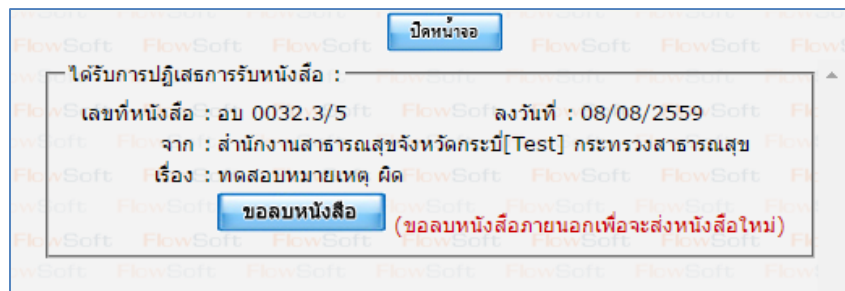 ปิดหน้าจอ
ได้รับการปฏิเสธการรับหนังสือ :
เลขที่หนังสือ : อบ 0032.3/5 ลงวันที่ : 08/08/2559
จาก : สำนักงานสาธารณสุขจังหวัดกระบี่[Test] กระทรวงสาธารณสุข
เรื่อง : ทดสอบหมายเหตุ ผิด
ขอลบหนังสือ (ขอลบหนังสือภายนอกเพื่อจะส่งหนังสือใหม่)